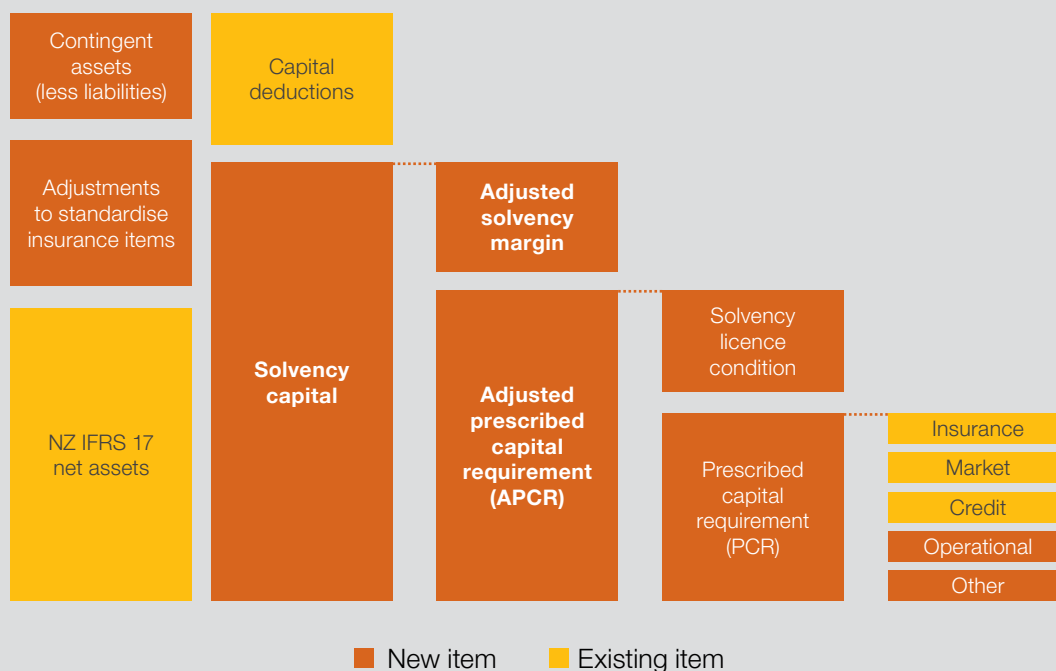 Contingent
assets
(less liabilities)
Adjustments
to standardise
insurance items
NZ IFRS 17
net assets
Capital
deductions
Solvency
capital
Adjusted
solvency
margin
Adjusted
prescribed
capital
requirement
(APCR)
Solvency
licence
condition
Prescribed
capital
requirement
(PCR)
Insurance
Market
Credit
Operational
Other
New item
Existing item